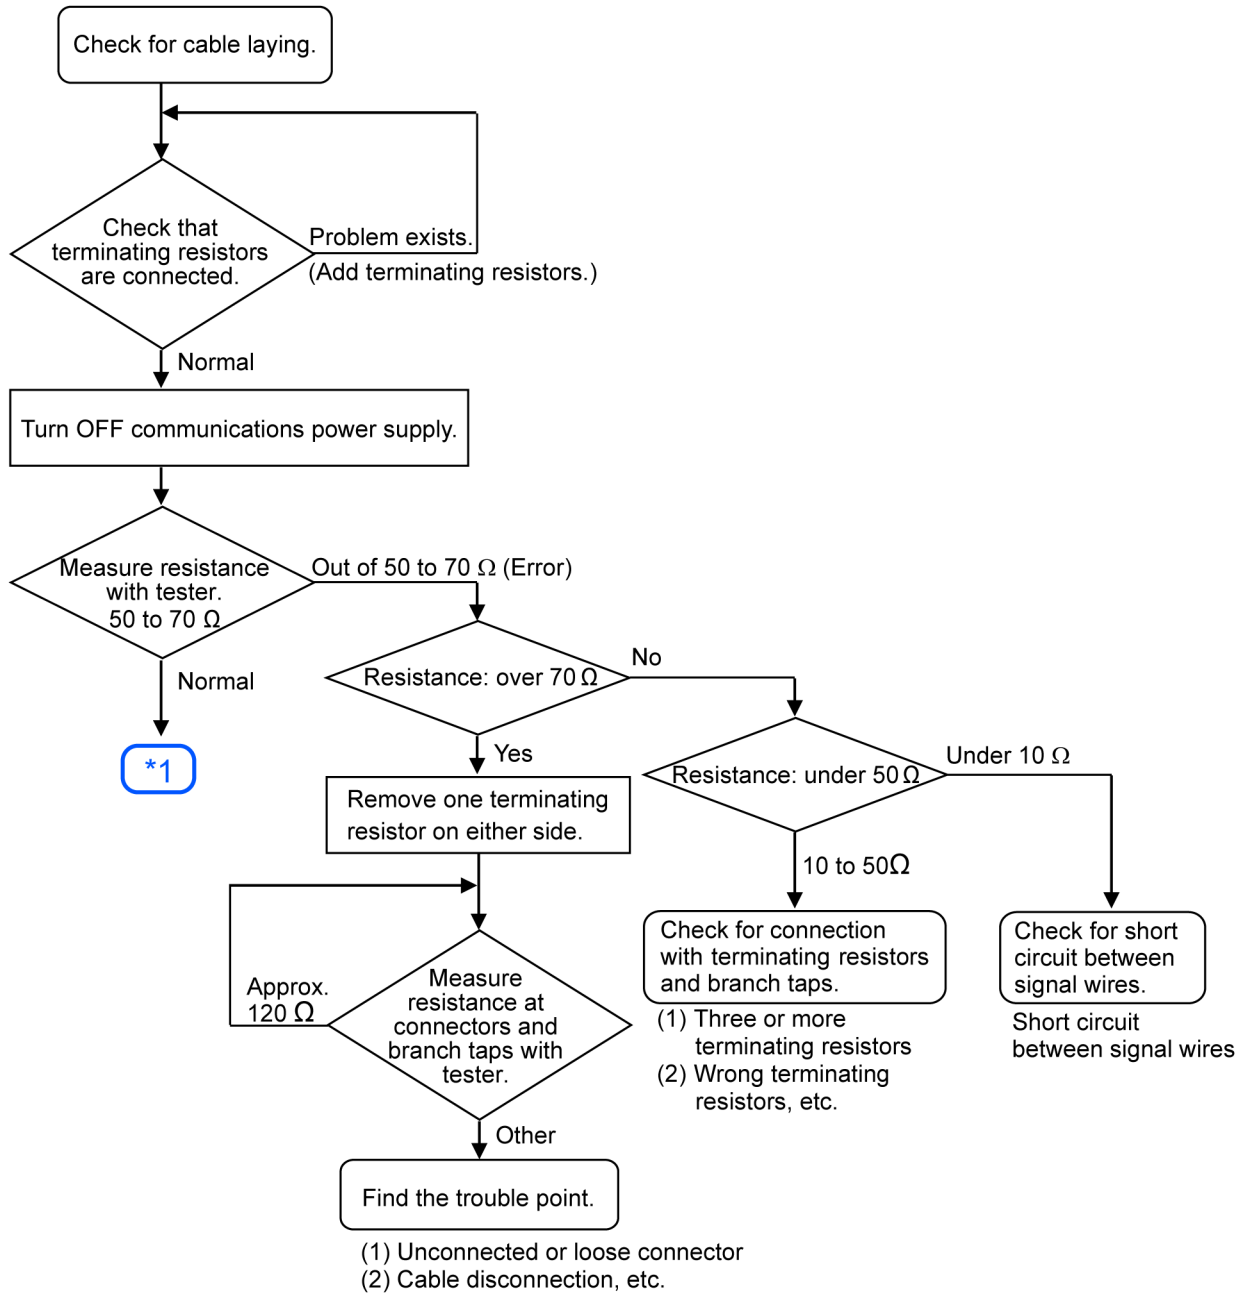 Check for cable laying.
Check that
terminating resistors
are connected.
Problem exists.
(Add terminating resistors.)
Normal
Turn OFF communications power supply.
Measure resistance
with tester.
50 to 70 Ω
Out of 50 to 70 Ω (Error)
Normal
*1
Resistance: over 70 Ω
No
Yes
Remove one terminating
resistor on either side.
Resistance: under 50 Ω
Under 10 Ω
10 to 50Ω
Check for connection
with terminating resistors
and branch taps.
(1) Three or more
terminating resistors
(2) Wrong terminating
resistors, etc.
Check for short
circuit between
signal wires.
Short circuit
between signal wires
Approx.
120 Ω
Measure
resistance at
connectors and
branch taps with
tester.
Other
Find the trouble point.
(1) Unconnected or loose connector
(2) Cable disconnection, etc.